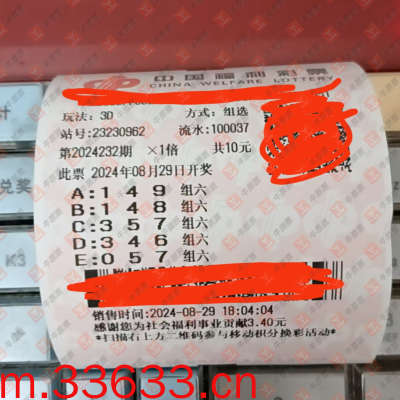 中国福利彩票
CHINA WELFARE LOTTERY
玩法:3D 方式:组选
站号:23230962 流水:100037
第2024232期 ×1倍 共10元
此票 2024年08月29日开奖
A:1 4 9 组六
B:1 4 8 组六
C:3 5 7 组六
D:3 4 6 组六
E:0 5 7 组六
销售时间:2024-08-29 18:04:04
感谢您为社会福利事业贡献3.40元
*扫描右上方二维码参与移动积分换彩活动*
兑奖
K3
m.33633.cn